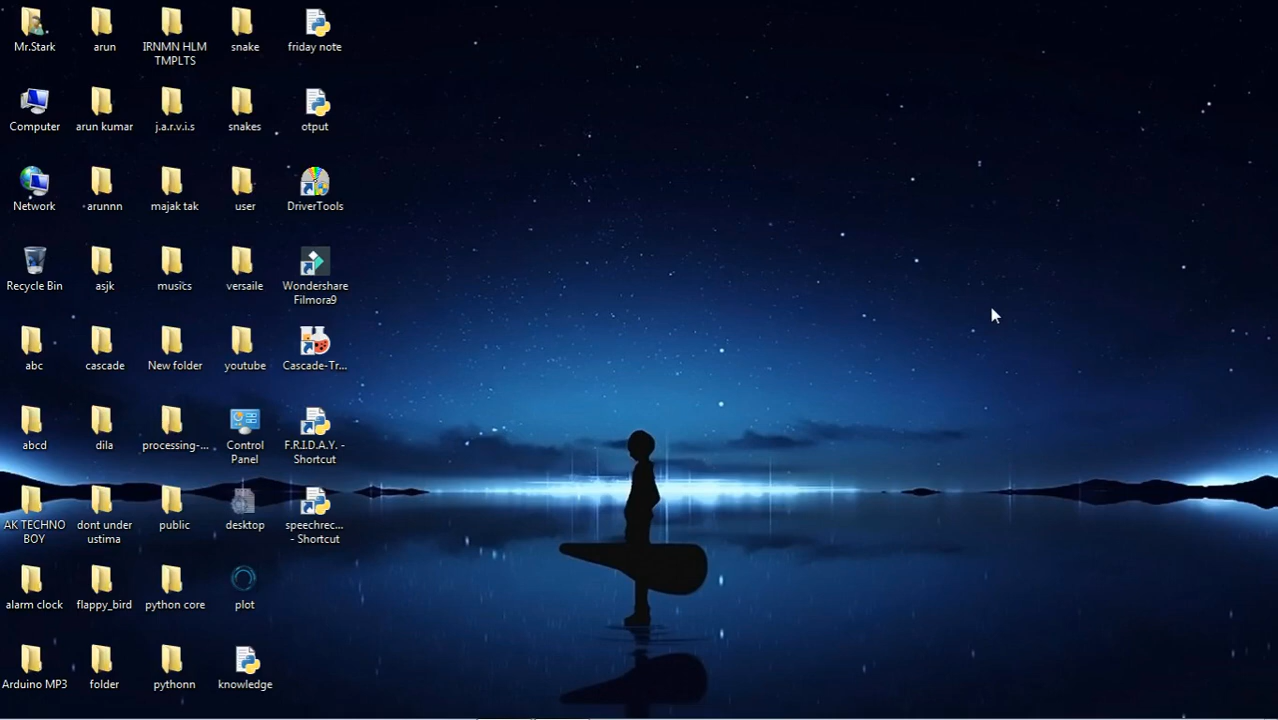 Mr.Stark
arun
IRNMN HLM
TMPLTS
snake
friday note
Computer
arun kumar
j.a.r.v.i.s
snakes
otput
Network
arunnn
majak tak
user
DriverTools
Recycle Bin
asjk
musics
versaile
Wondershare
Filmora9
abc
cascade
New folder
youtube
Cascade-Tr...
abcd
dila
processing-...
Control
Panel
F.R.I.D.A.Y. -
Shortcut
AK TECHNO
BOY
dont under
ustima
public
desktop
speechrec...
- Shortcut
alarm clock
flappy_bird
python core
plot
Arduino MP3
folder
pythonn
knowledge